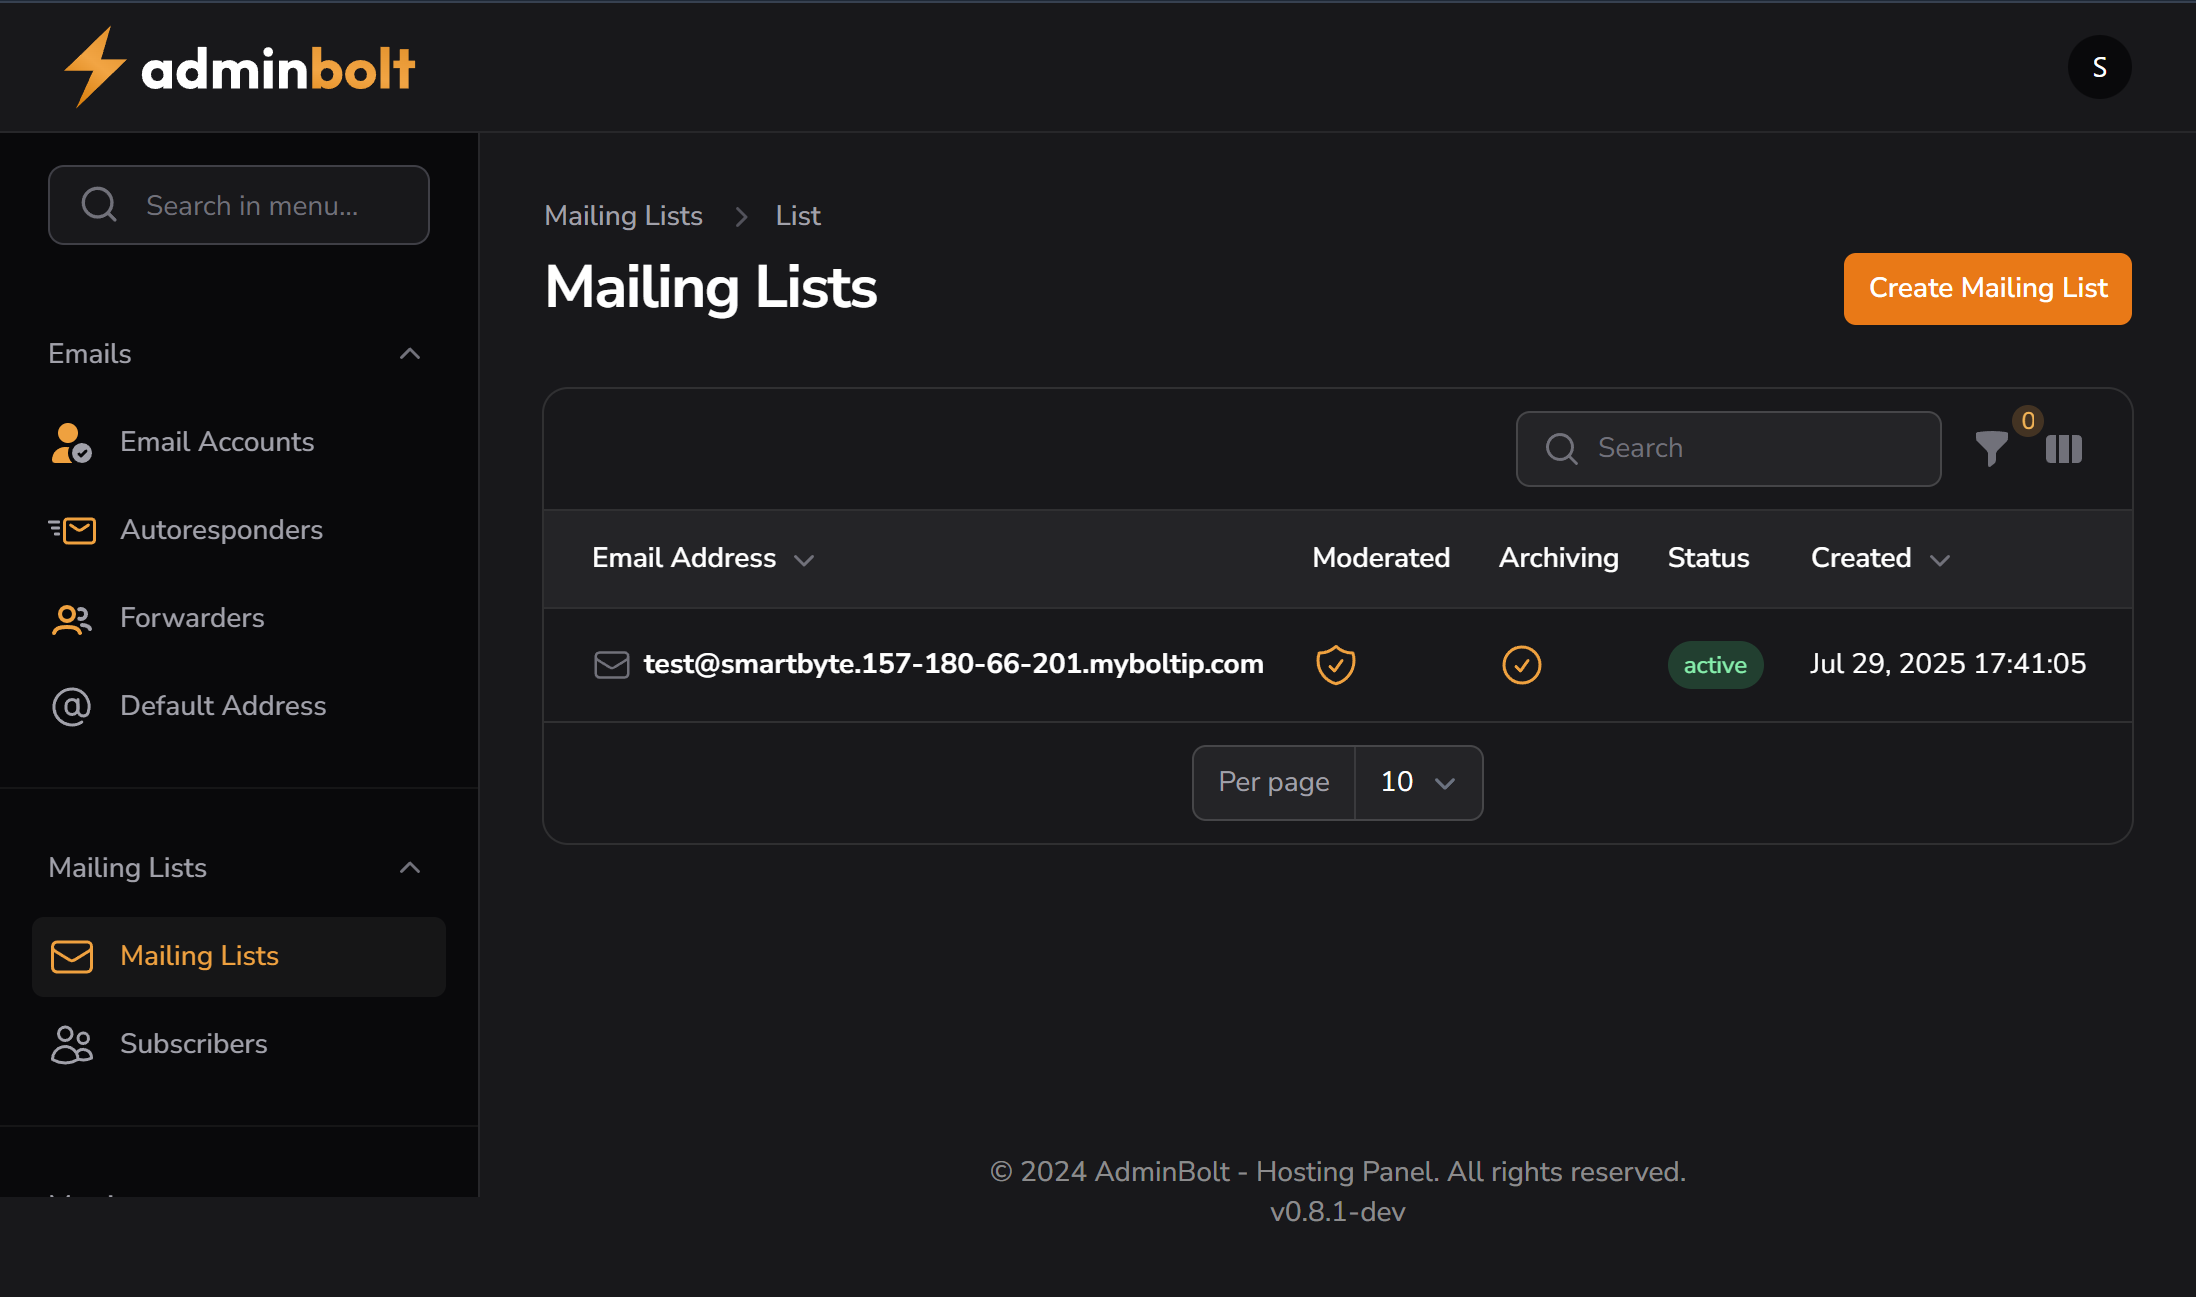 adminbolt
S
Search in menu...
Emails
Email Accounts
Autoresponders
Forwarders
Default Address
Mailing Lists
Mailing Lists
Subscribers
Mailing Lists > List
Mailing Lists
Create Mailing List
Search
0
Email Address Moderated Archiving Status Created
test@smartbyte.157-180-66-201.myboltip.com active Jul 29, 2025 17:41:05
Per page 10
© 2024 AdminBolt - Hosting Panel. All rights reserved.
v0.8.1-dev